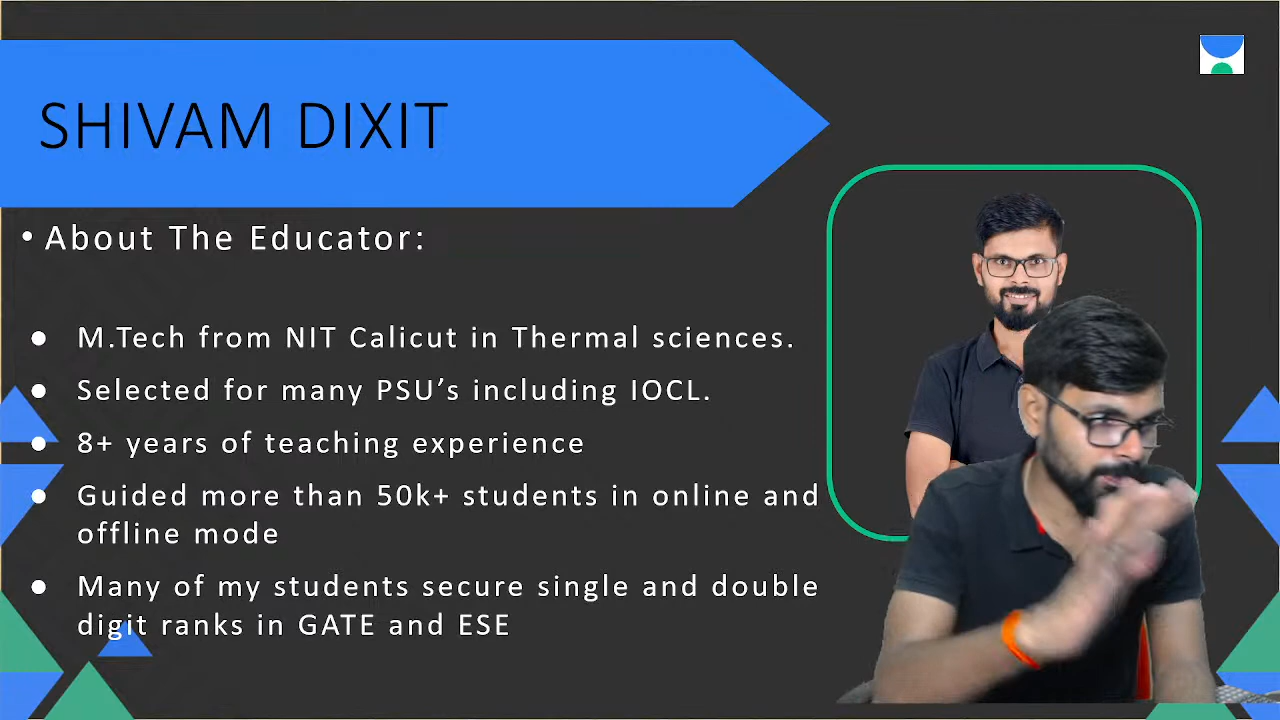 SHIVAM DIXIT
• About The Educator:
● M.Tech from NIT Calicut in Thermal sciences.
● Selected for many PSU’s including IOCL.
● 8+ years of teaching experience
● Guided more than 50k+ students in online and
offline mode
● Many of my students secure single and double
digit ranks in GATE and ESE